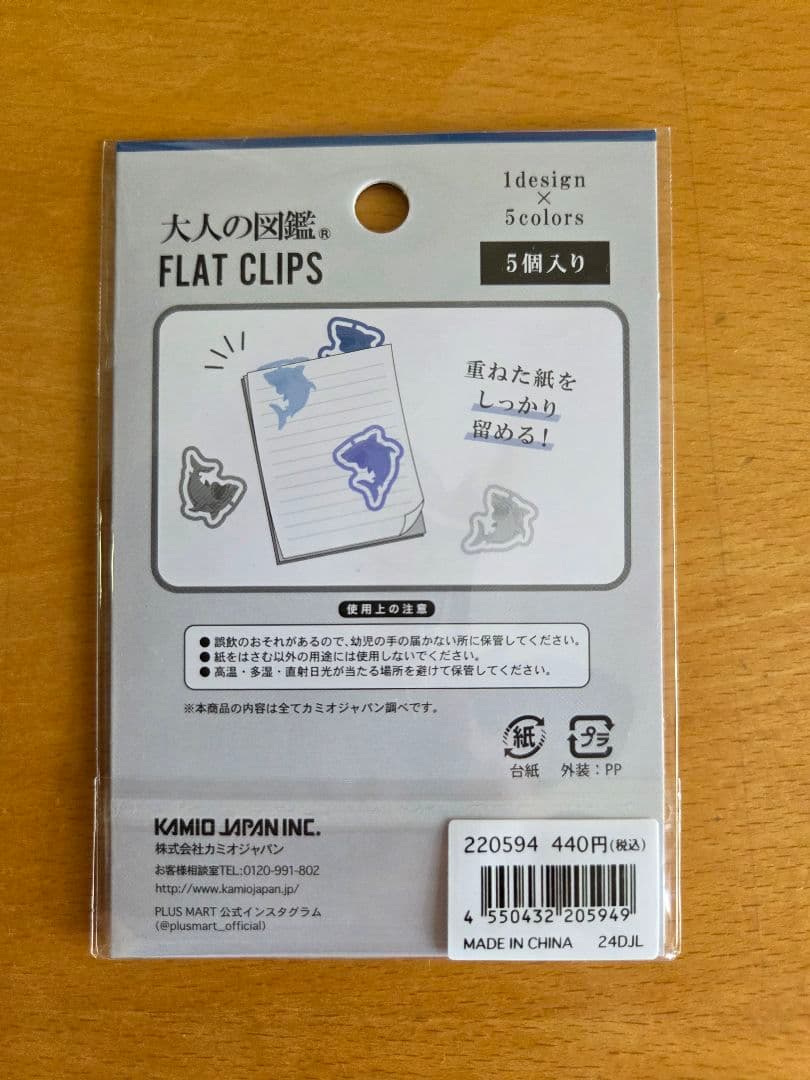 1design
×
5colors
大人の図鑑®
FLAT CLIPS
5個入り
重ねた紙を
しっかり
留める!
使用上の注意
●誤飲のおそれがあるので、幼児の手の届かない所に保管してください。
●紙をはさむ以外の用途には使用しないでください。
●高温・多湿・直射日光が当たる場所を避けて保管してください。
※本商品の内容は全てカミオジャパン調べです。
紙
台紙
プラ
外装:PP
KAMIO JAPAN INC.
株式会社カミオジャパン
お客様相談室TEL:0120-991-802
http://www.kamiojapan.jp/
PLUS MART 公式インスタグラム
(@plusmart_official)
220594 440円(税込)
4 550432 205949
MADE IN CHINA 24DJL